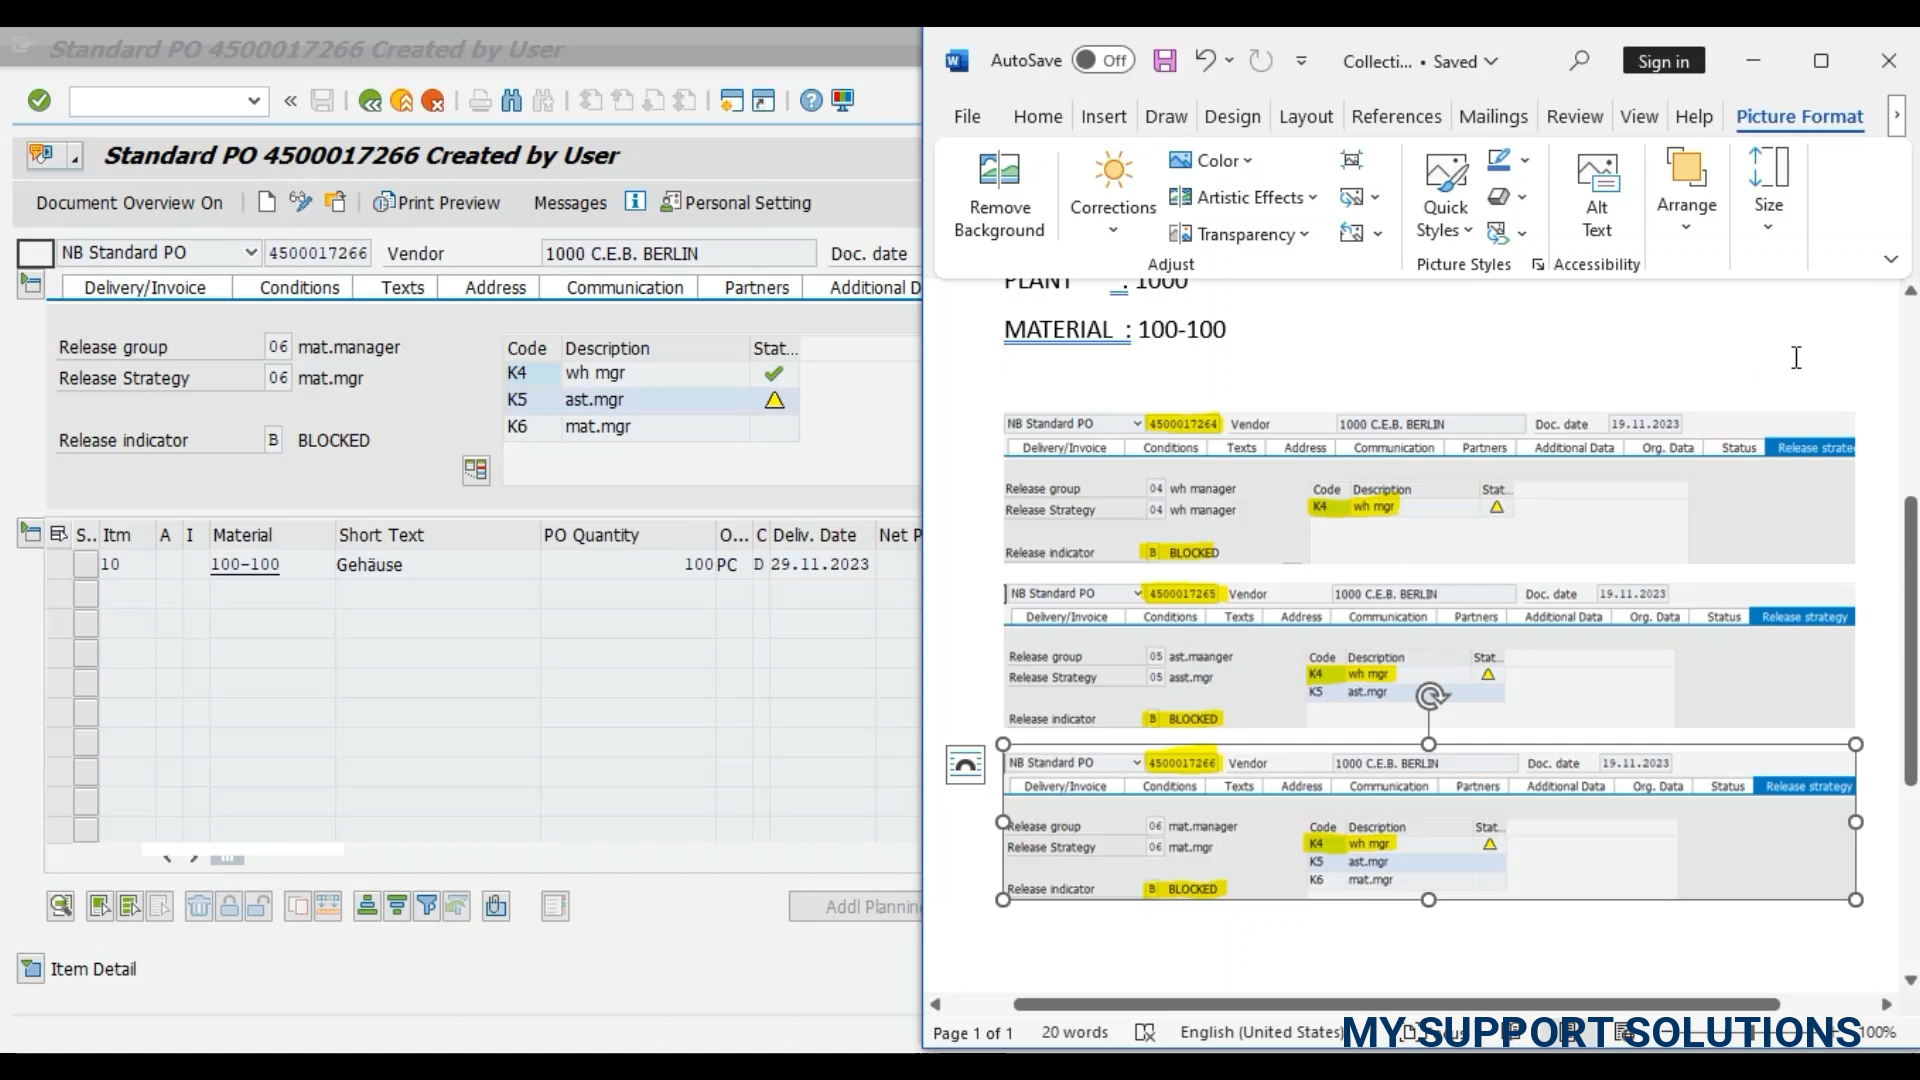 Standard PO 4500017266 Created by User
Standard PO 4500017266 Created by User
Document Overview On
Print Preview
Messages
Personal Setting
NB Standard PO
4500017266
Vendor
1000 C.E.B. BERLIN
Doc. date
Delivery/Invoice
Conditions
Texts
Address
Communication
Partners
Additional D
Release group
06 mat.manager
Release Strategy
06 mat.mgr
Release indicator
B BLOCKED
Code Description Stat...
K4 wh mgr
K5 ast.mgr
K6 mat.mgr
S.. Itm A I Material Short Text PO Quantity O... C Deliv. Date Net P
10 100-100 Gehäuse 100 PC D 29.11.2023
Addl Planning
Item Detail
AutoSave Off
Collecti... • Saved
Sign in
File Home Insert Draw Design Layout References Mailings Review View Help Picture Format
Remove Background
Corrections
Color
Artistic Effects
Transparency
Adjust
Quick Styles
Picture Styles
Alt Text
Accessibility
Arrange
Size
PLANT : 1000
MATERIAL : 100-100
NB Standard PO 4500017264 Vendor 1000 C.E.B. BERLIN Doc. date 19.11.2023
Delivery/Invoice Conditions Texts Address Communication Partners Additional Data Org. Data Status Release strate
Release group 04 wh manager
Release Strategy 04 wh manager
Release indicator B BLOCKED
Code Description Stat...
K4 wh mgr
NB Standard PO 4500017265 Vendor 1000 C.E.B. BERLIN Doc. date 19.11.2023
Delivery/Invoice Conditions Texts Address Communication Partners Additional Data Org. Data Status Release strategy
Release group 05 ast.maanger
Release Strategy 05 asst.mgr
Release indicator B BLOCKED
Code Description Stat...
K4 wh mgr
K5 ast.mgr
NB Standard PO 4500017266 Vendor 1000 C.E.B. BERLIN Doc. date 19.11.2023
Delivery/Invoice Conditions Texts Address Communication Partners Additional Data Org. Data Status Release strategy
Release group 06 mat.manager
Release Strategy 06 mat.mgr
Release indicator B BLOCKED
Code Description Stat...
K4 wh mgr
K5 ast.mgr
K6 mat.mgr
Page 1 of 1
20 words
English (United States)
100%
MY SUPPORT SOLUTIONS